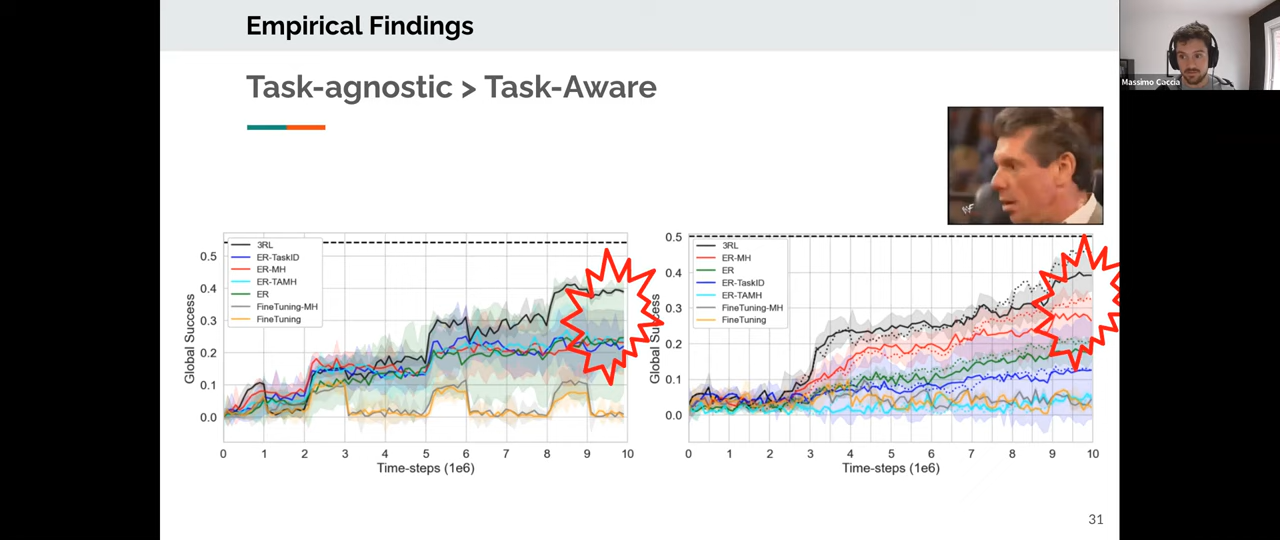 Empirical Findings
Task-agnostic > Task-Aware
Massimo Caccia
WF
Global Success
0.5
0.4
0.3
0.2
0.1
0.0
3RL
ER-TaskID
ER-MH
ER-TAMH
ER
FineTuning-MH
FineTuning
0 1 2 3 4 5 6 7 8 9 10
Time-steps (1e6)
Global Success
0.5
0.4
0.3
0.2
0.1
0.0
3RL
ER-MH
ER
ER-TaskID
ER-TAMH
FineTuning-MH
FineTuning
0 1 2 3 4 5 6 7 8 9 10
Time-steps (1e6)
31